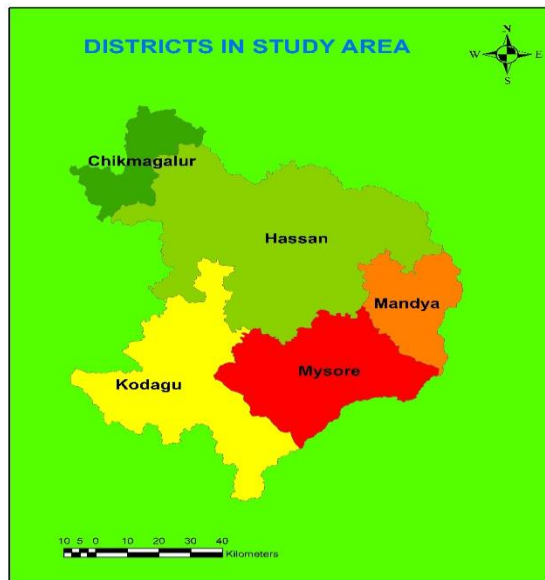 DISTRICTS IN STUDY AREA
N
W E
S
Chikmagalur
Hassan
Mandya
Mysore
Kodagu
10 5 0 10 20 30 40
Kilometers